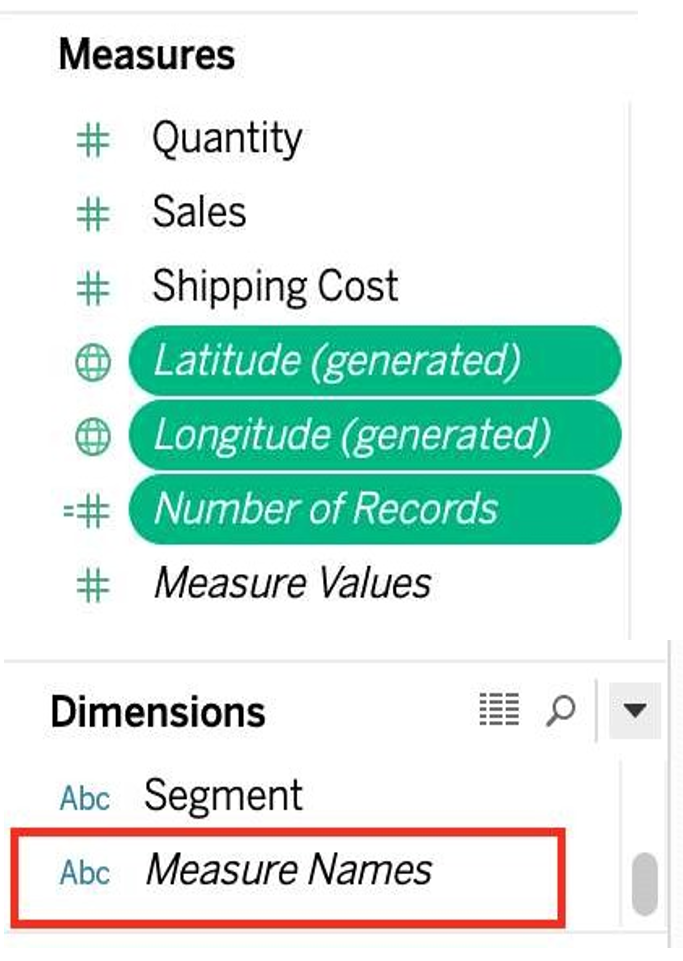 Measures
# Quantity
# Sales
# Shipping Cost
Latitude (generated)
Longitude (generated)
=# Number of Records
# Measure Values
Dimensions
Abc Segment
Abc Measure Names